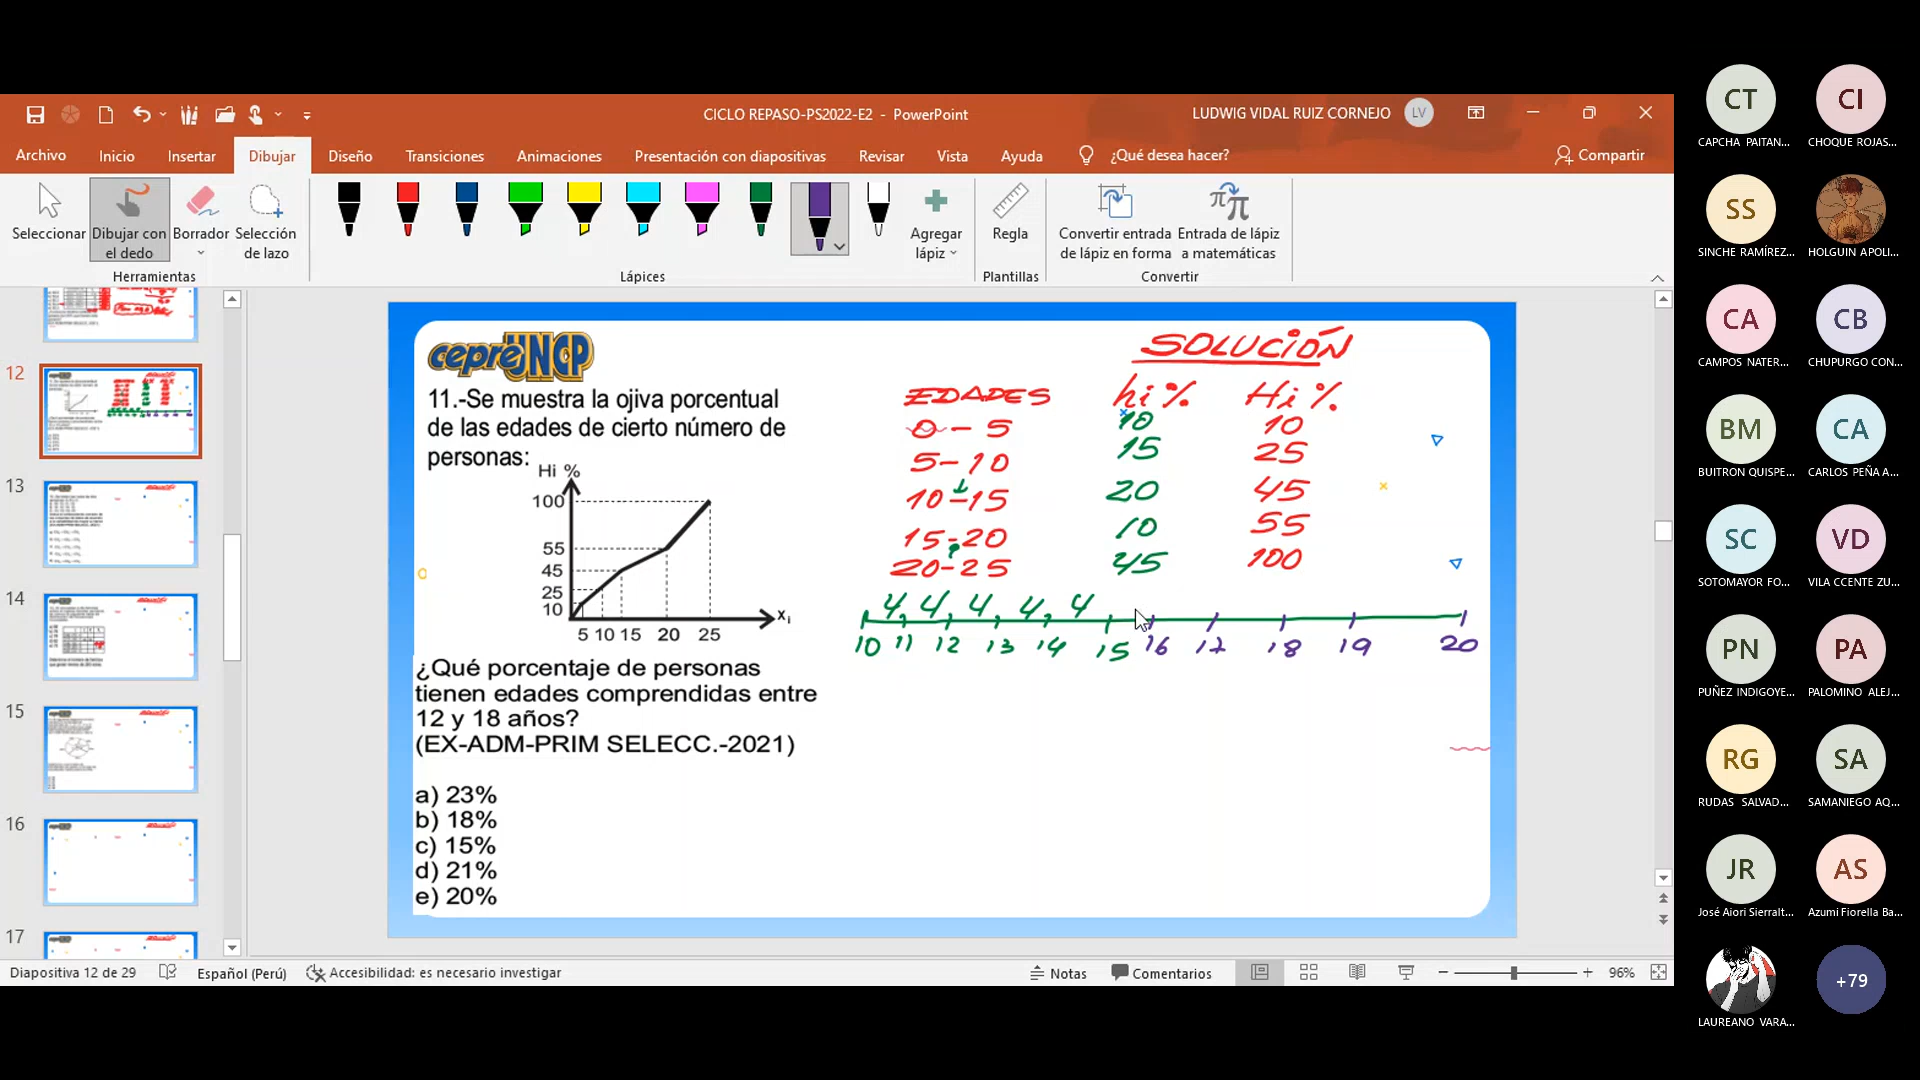 CICLO REPASO-PS2022-E2 - PowerPoint
LUDWIG VIDAL RUIZ CORNEJO
LV
Archivo
Inicio
Insertar
Dibujar
Diseño
Transiciones
Animaciones
Presentación con diapositivas
Revisar
Vista
Ayuda
¿Qué desea hacer?
Compartir
Seleccionar
Dibujar con
el dedo
Borrador
Selección
de lazo
Agregar
lápiz
Regla
Convertir entrada
de lápiz en forma
Entrada de lápiz
a matemáticas
Herramientas
Lápices
Plantillas
Convertir
12
13
14
15
16
17
cepreUNCP
11.-Se muestra la ojiva porcentual
de las edades de cierto número de
personas:
Hi %
100
55
45
25
10
5 10 15 20 25
xi
¿Qué porcentaje de personas
tienen edades comprendidas entre
12 y 18 años?
(EX-ADM-PRIM SELECC.-2021)
a) 23%
b) 18%
c) 15%
d) 21%
e) 20%
SOLUCIÓN
EDADES hi % Hi %
0 - 5 10 10
5 - 10 15 25
10 - 15 20 45
15 - 20 10 55
20 - 25 45 100
4 4 4 4 4
10 11 12 13 14 15 16 17 18 19 20
Diapositiva 12 de 29
Español (Perú)
Accesibilidad: es necesario investigar
Notas
Comentarios
96%
CT
CAPCHA PAITAN...
CI
CHOQUE ROJAS...
SS
SINCHE RAMÍREZ...
HOLGUIN APOLI...
CA
CAMPOS NATER...
CB
CHUPURGO CON...
BM
BUITRON QUISPE...
CA
CARLOS PEÑA A...
SC
SOTOMAYOR FO...
VD
VILA CCENTE ZU...
PN
PUÑEZ INDIGOYE...
PA
PALOMINO ALEJ...
RG
RUDAS SALVAD...
SA
SAMANIEGO AQ...
JR
José Aiori Sierralt...
AS
Azumi Fiorella Ba...
LAUREANO VARA...
+79